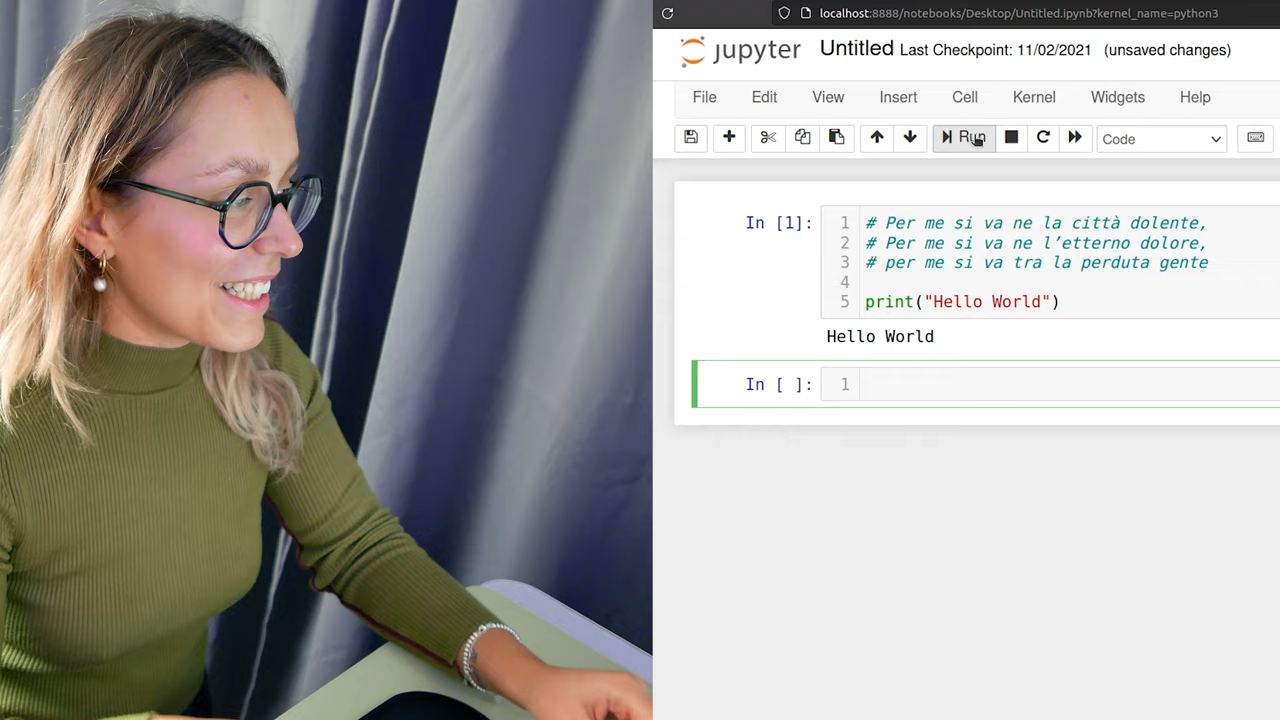 localhost:8888/notebooks/Desktop/Untitled.ipynb?kernel_name=python3
jupyter Untitled Last Checkpoint: 11/02/2021 (unsaved changes)
File Edit View Insert Cell Kernel Widgets Help
Run Code
In [1]: 1 # Per me si va ne la città dolente,
2 # Per me si va ne l’etterno dolore,
3 # per me si va tra la perduta gente
4
5 print("Hello World")
Hello World
In [ ]: 1